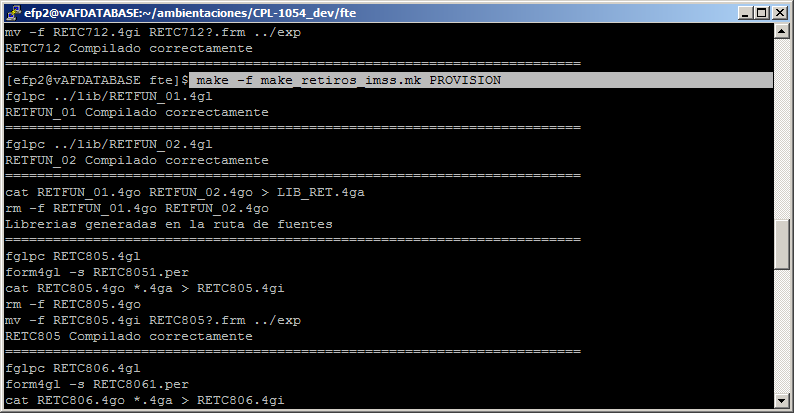 efp2@vAFDATABASE:~/ambientaciones/CPL-1054_dev/fte
mv -f RETC712.4gi RETC712?.frm ../exp
RETC712 Compilado correctamente
========================================================================
[efp2@vAFDATABASE fte]$ make -f make_retiros_imss.mk PROVISION
fglpc ../lib/RETFUN_01.4gl
RETFUN_01 Compilado correctamente
========================================================================
fglpc ../lib/RETFUN_02.4gl
RETFUN_02 Compilado correctamente
========================================================================
cat RETFUN_01.4go RETFUN_02.4go > LIB_RET.4ga
rm -f RETFUN_01.4go RETFUN_02.4go
Librerias generadas en la ruta de fuentes
========================================================================
fglpc RETC805.4gl
form4gl -s RETC8051.per
cat RETC805.4go *.4ga > RETC805.4gi
rm -f RETC805.4go
mv -f RETC805.4gi RETC805?.frm ../exp
RETC805 Compilado correctamente
========================================================================
fglpc RETC806.4gl
form4gl -s RETC8061.per
cat RETC806.4go *.4ga > RETC806.4gi